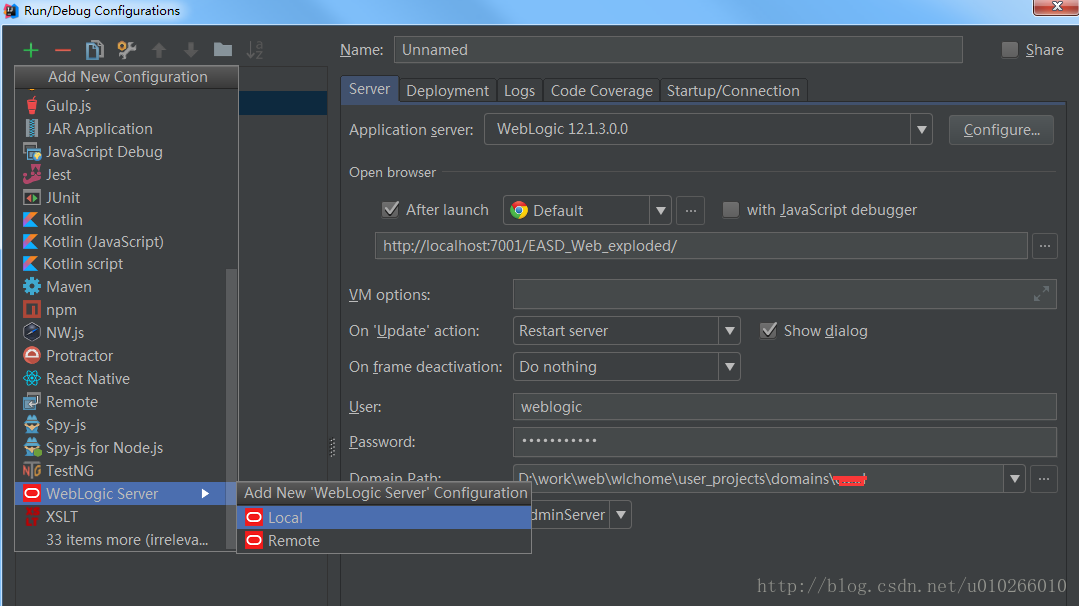 Run/Debug Configurations
Name: Unnamed Share
Add New Configuration
Gulp.js
JAR Application
JavaScript Debug
Jest
JUnit
Kotlin
Kotlin (JavaScript)
Kotlin script
Maven
npm
NW.js
Protractor
React Native
Remote
Spy-js
Spy-js for Node.js
TestNG
WebLogic Server
XSLT
33 items more (irreleva...
Add New 'WebLogic Server' Configuration
Local
Remote
Server Deployment Logs Code Coverage Startup/Connection
Application server: WebLogic 12.1.3.0.0 Configure...
Open browser
After launch Default ... with JavaScript debugger
http://localhost:7001/EASD_Web_exploded/ ...
VM options:
On 'Update' action: Restart server Show dialog
On frame deactivation: Do nothing
User: weblogic
Password: •••••••••••
Domain Path: D:\work\web\wlchome\user_projects\domains\ ...
dminServer
http://blog.csdn.net/u010266010